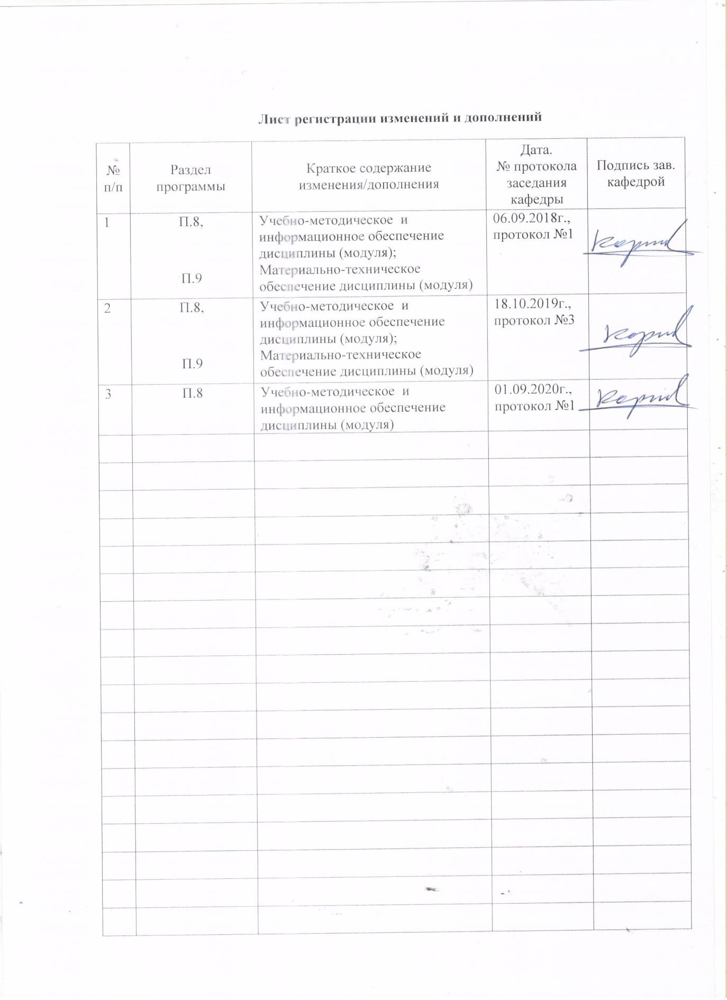 Лист регистрации изменений и дополнений
№ п/п
Раздел программы
Краткое содержание изменения/дополнения
Дата. № протокола заседания кафедры
Подпись зав. кафедрой
1
П.8,
П.9
Учебно-методическое и
информационное обеспечение
дисциплины (модуля);
Материально-техническое
обеспечение дисциплины (модуля)
06.09.2018г.,
протокол №1
2
П.8,
П.9
Учебно-методическое и
информационное обеспечение
дисциплины (модуля);
Материально-техническое
обеспечение дисциплины (модуля)
18.10.2019г.,
протокол №3
3
П.8
Учебно-методическое и
информационное обеспечение
дисциплины (модуля)
01.09.2020г.,
протокол №1